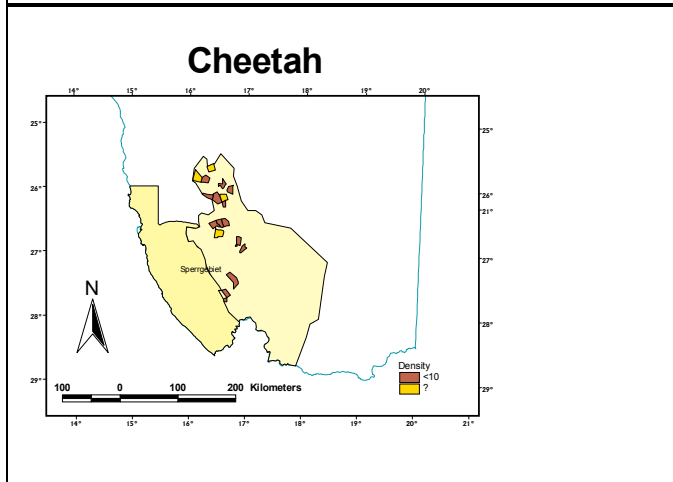 Cheetah
14° 15° 16° 17° 18° 19° 20°
25° 25°
26° 26°
21°
27° 27°
Sperrgebiet
N
28° 28°
Density
<10
?
29° 29°
100 0 100 200 Kilometers
14° 15° 16° 17° 18° 19° 20° 21°